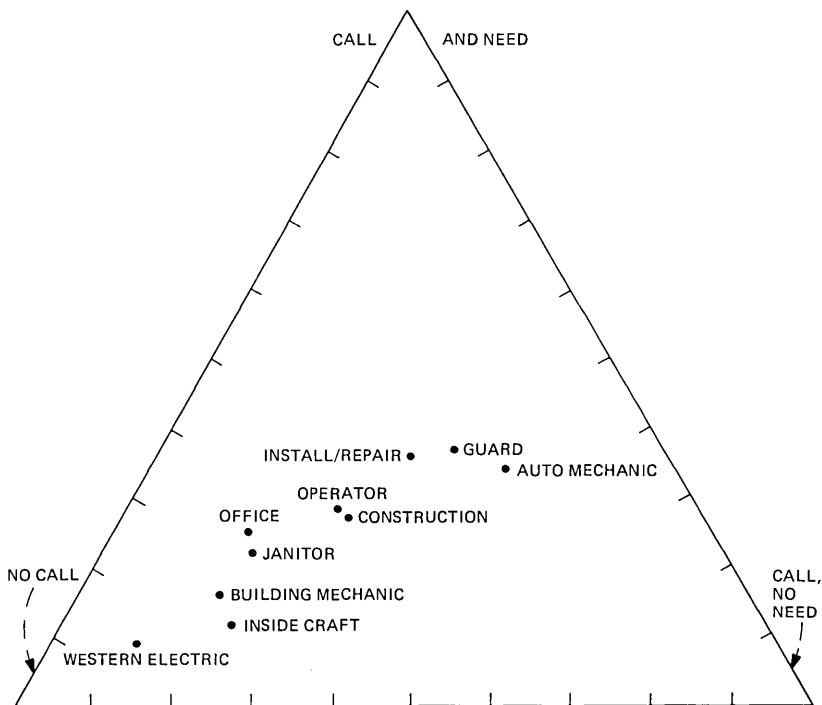 CALL
AND NEED
INSTALL/REPAIR
GUARD
AUTO MECHANIC
OPERATOR
OFFICE
CONSTRUCTION
JANITOR
NO CALL
CALL,
NO
NEED
BUILDING MECHANIC
INSIDE CRAFT
WESTERN ELECTRIC